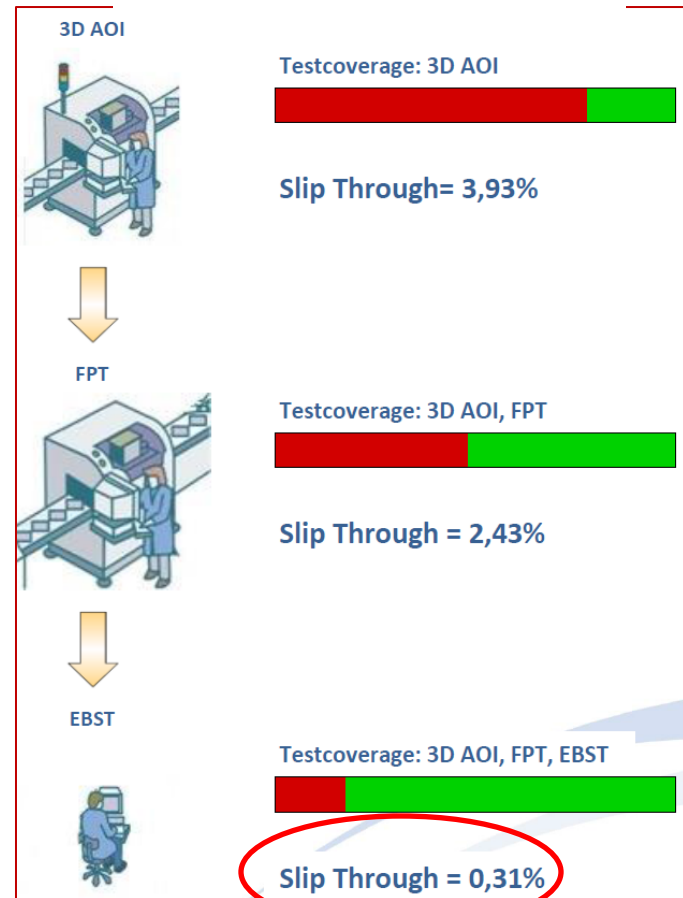 3D AOI
Testcoverage: 3D AOI
Slip Through= 3,93%
FPT
Testcoverage: 3D AOI, FPT
Slip Through = 2,43%
EBST
Testcoverage: 3D AOI, FPT, EBST
Slip Through = 0,31%